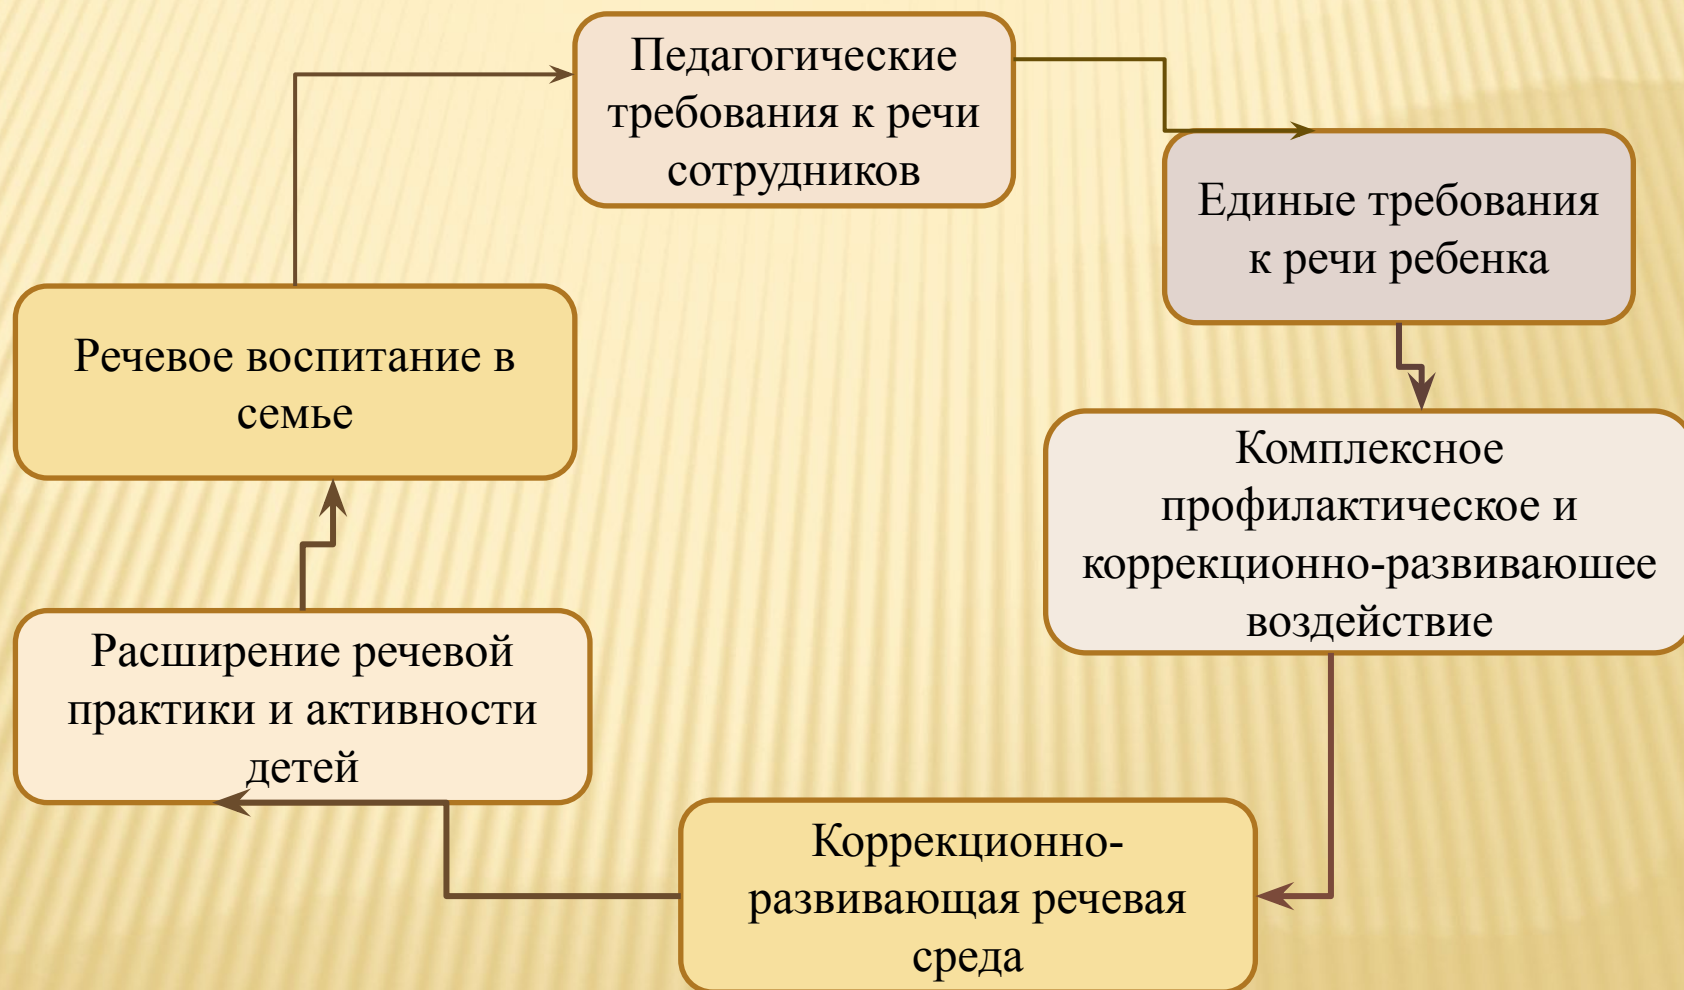 Педагогические
требования к речи
сотрудников
Единые требования
к речи ребенка
Речевое воспитание в
семье
Комплексное
профилактическое и
коррекционно-развиваюшее
воздействие
Расширение речевой
практики и активности
детей
Коррекционно-
развивающая речевая
среда